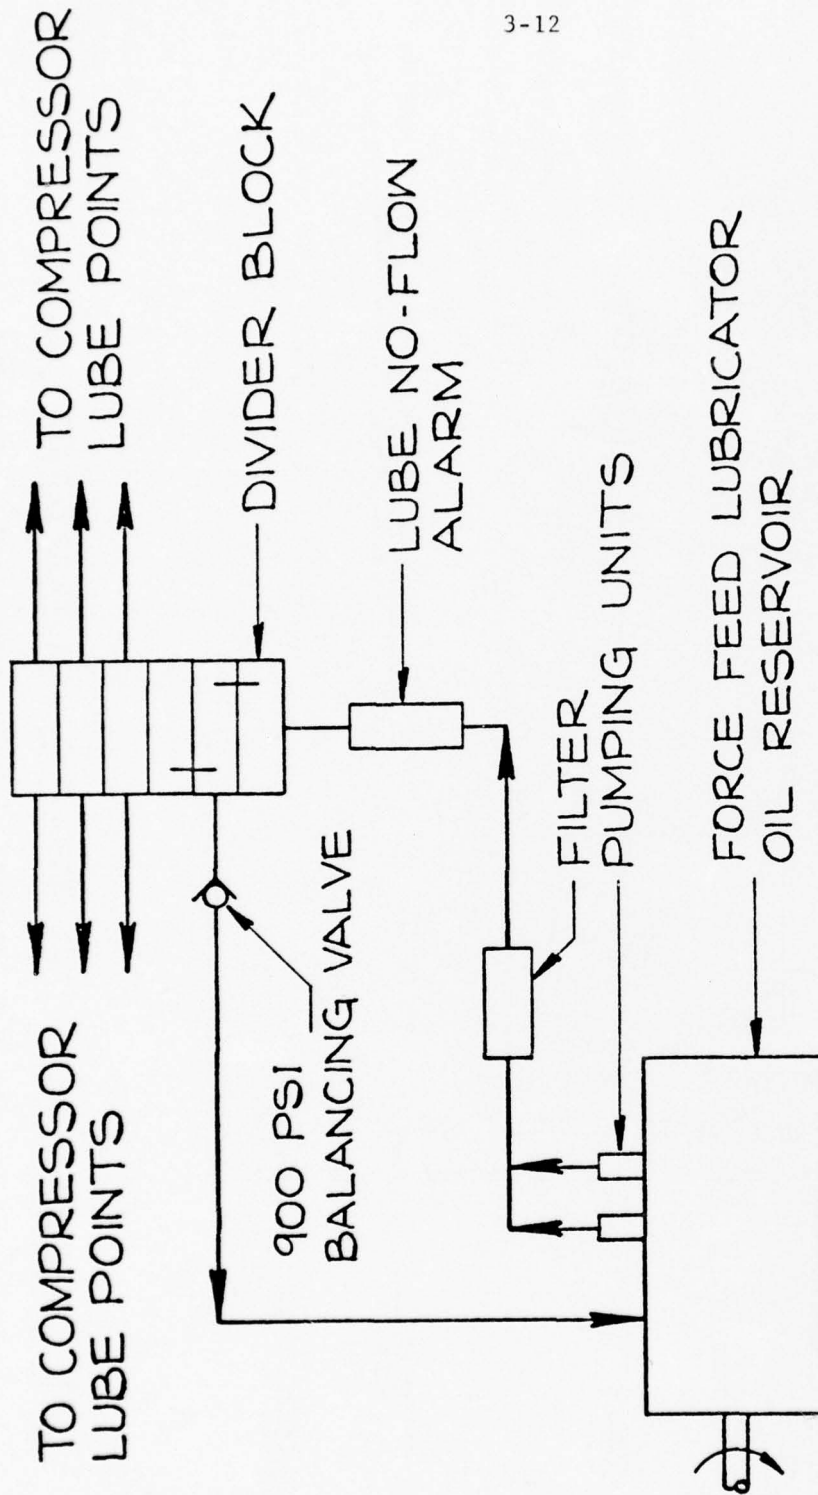 3-12
TO COMPRESSOR
LUBE POINTS
TO COMPRESSOR
LUBE POINTS
DIVIDER BLOCK
900 PSI
BALANCING VALVE
LUBE NO-FLOW
ALARM
FILTER
PUMPING UNITS
FORCE FEED LUBRICATOR
OIL RESERVOIR